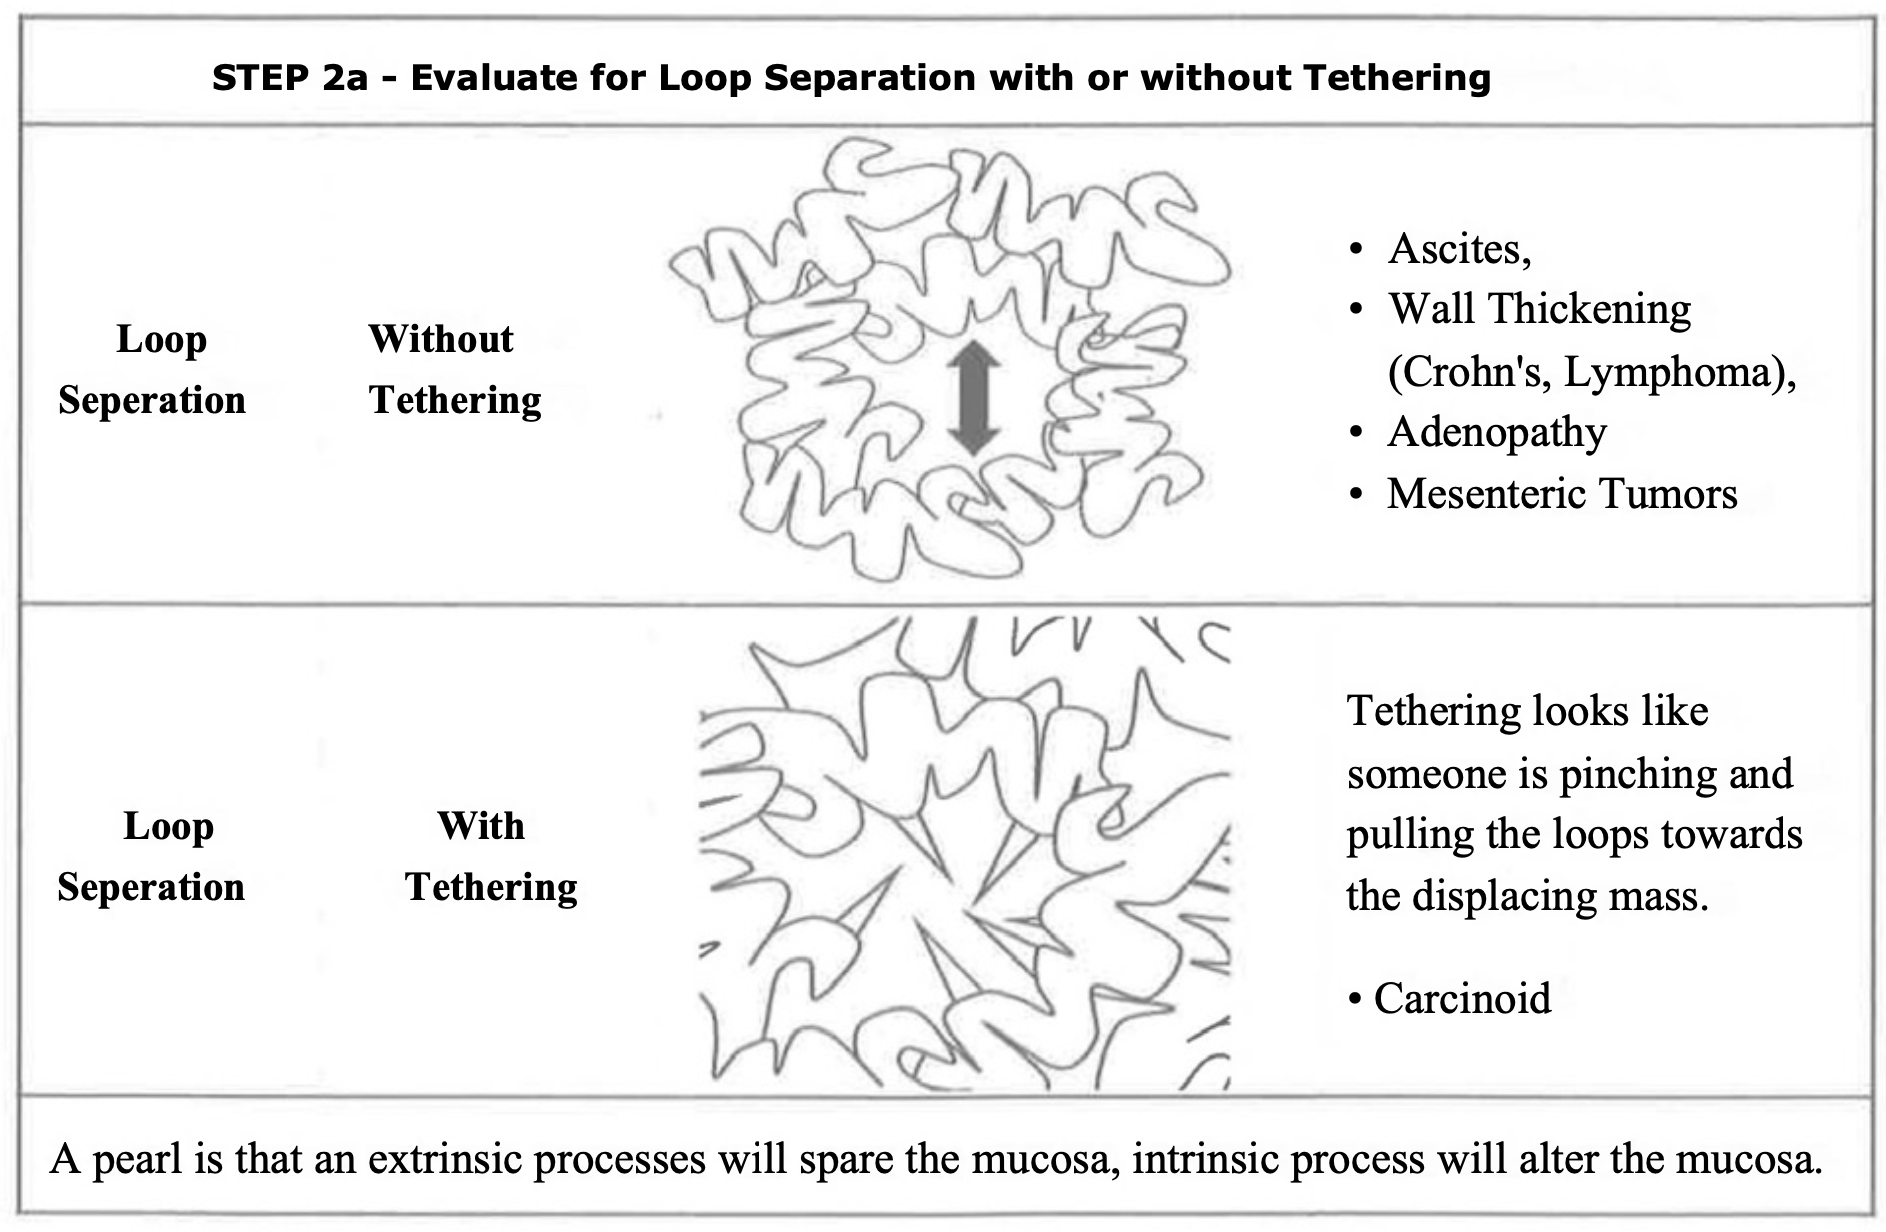 STEP 2a - Evaluate for Loop Separation with or without Tethering
Loop
Seperation
Without
Tethering
• Ascites,
• Wall Thickening
(Crohn's, Lymphoma),
• Adenopathy
• Mesenteric Tumors
Loop
Seperation
With
Tethering
Tethering looks like
someone is pinching and
pulling the loops towards
the displacing mass.
• Carcinoid
A pearl is that an extrinsic processes will spare the mucosa, intrinsic process will alter the mucosa.